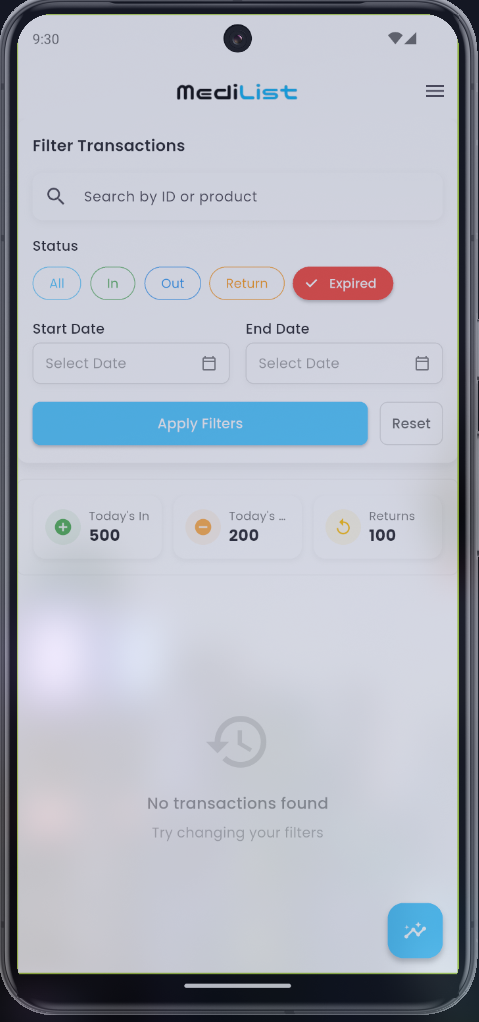 9:30
MediList
Filter Transactions
Search by ID or product
Status
All In Out Return Expired
Start Date End Date
Select Date Select Date
Apply Filters Reset
Today's In Today's ... Returns
500 200 100
No transactions found
Try changing your filters